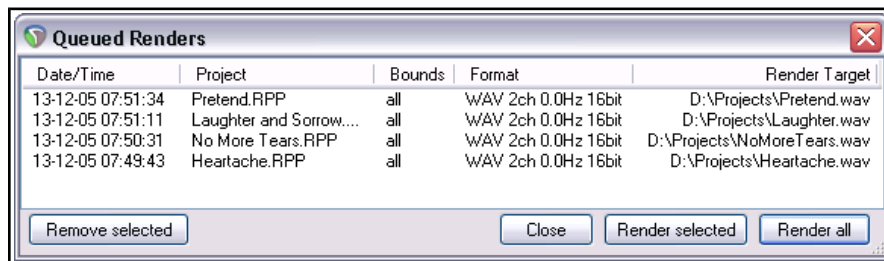 Queued Renders
Date/Time Project Bounds Format Render Target
13-12-05 07:51:34 Pretend.RPP all WAV 2ch 0.0Hz 16bit D:\Projects\Pretend.wav
13-12-05 07:51:11 Laughter and Sorrow.... all WAV 2ch 0.0Hz 16bit D:\Projects\Laughter.wav
13-12-05 07:50:31 No More Tears.RPP all WAV 2ch 0.0Hz 16bit D:\Projects\NoMoreTears.wav
13-12-05 07:49:43 Heartache.RPP all WAV 2ch 0.0Hz 16bit D:\Projects\Heartache.wav
Remove selected Close Render selected Render all